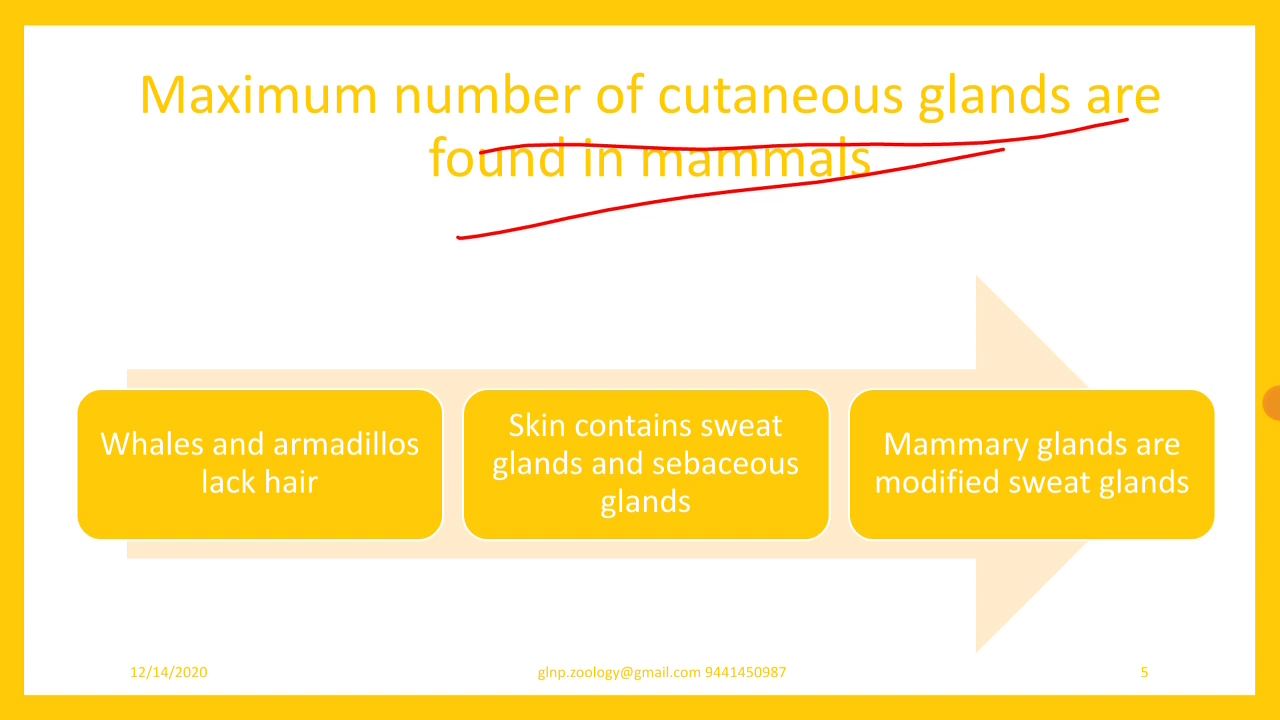 Maximum number of cutaneous glands are
found in mammals
Whales and armadillos
lack hair
Skin contains sweat
glands and sebaceous
glands
Mammary glands are
modified sweat glands
12/14/2020
glnp.zoology@gmail.com 9441450987
5